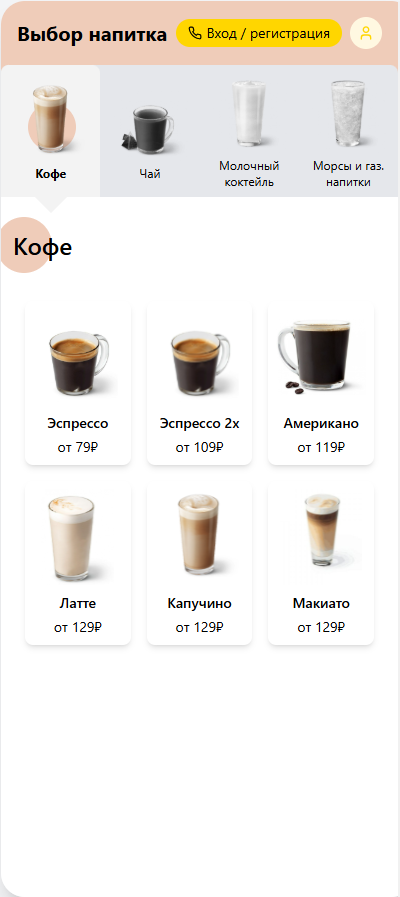 Выбор напитка
Вход / регистрация
Кофе
Чай
Молочный
коктейль
Морсы и газ.
напитки
Кофе
Эспрессо
от 79₽
Эспрессо 2х
от 109₽
Американо
от 119₽
Латте
от 129₽
Капучино
от 129₽
Макиато
от 129₽